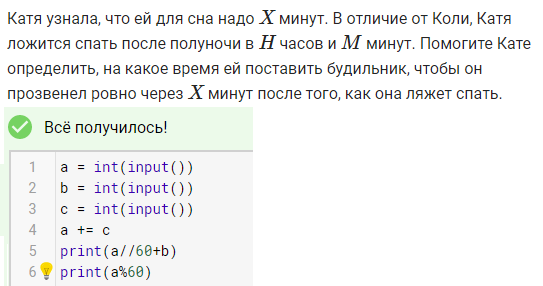 Катя узнала, что ей для сна надо X минут. В отличие от Коли, Катя
ложится спать после полуночи в H часов и M минут. Помогите Кате
определить, на какое время ей поставить будильник, чтобы он
прозвенел ровно через X минут после того, как она ляжет спать.
Всё получилось!
1 a = int(input())
2 b = int(input())
3 c = int(input())
4 a += c
5 print(a//60+b)
6 print(a%60)